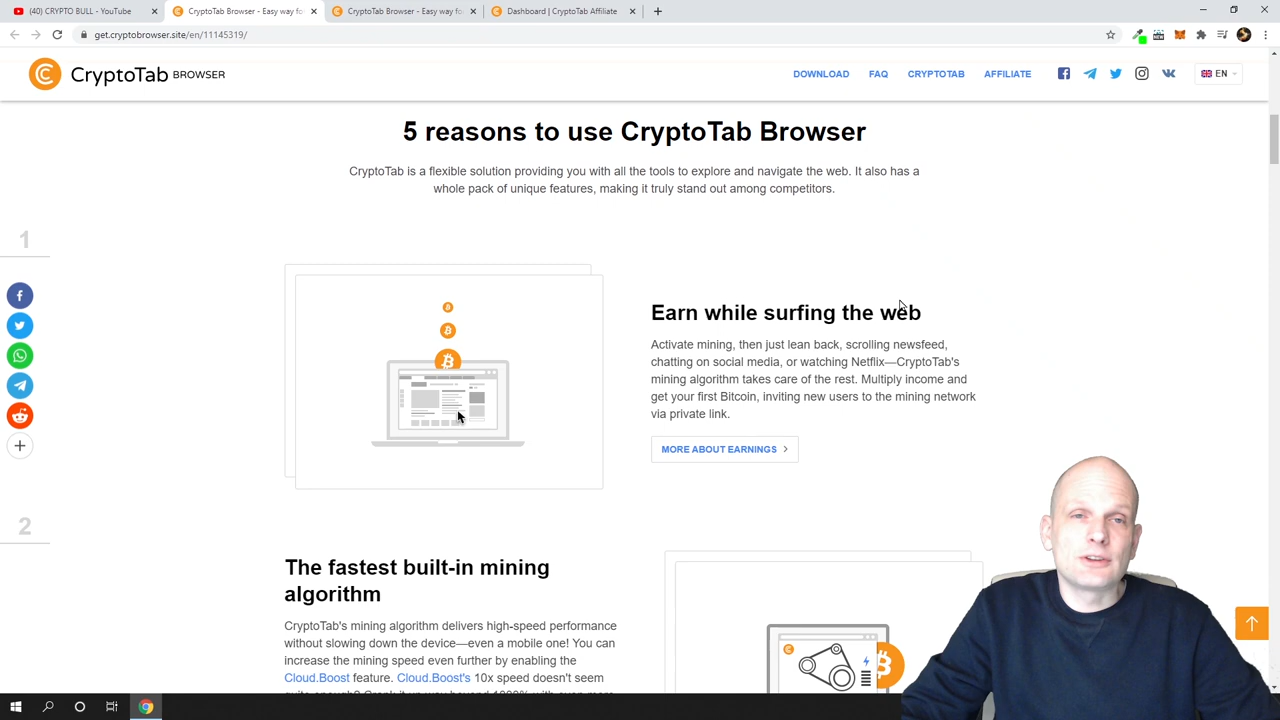 (40) CRYPTO BULL - YouTube
CryptoTab Browser - Easy way fo
CryptoTab Browser - Easy way fo
Dashboard | CryptoTab Affiliate
get.cryptobrowser.site/en/11145319/
CryptoTab BROWSER
DOWNLOAD
FAQ
CRYPTOTAB
AFFILIATE
EN
5 reasons to use CryptoTab Browser
CryptoTab is a flexible solution providing you with all the tools to explore and navigate the web. It also has a
whole pack of unique features, making it truly stand out among competitors.
1
Earn while surfing the web
Activate mining, then just lean back, scrolling newsfeed,
chatting on social media, or watching Netflix—CryptoTab's
mining algorithm takes care of the rest. Multiply income and
get your first Bitcoin, inviting new users to the mining network
via private link.
MORE ABOUT EARNINGS
2
The fastest built-in mining
algorithm
CryptoTab's mining algorithm delivers high-speed performance
without slowing down the device—even a mobile one! You can
increase the mining speed even further by enabling the
Cloud.Boost feature. Cloud.Boost's 10x speed doesn't seem